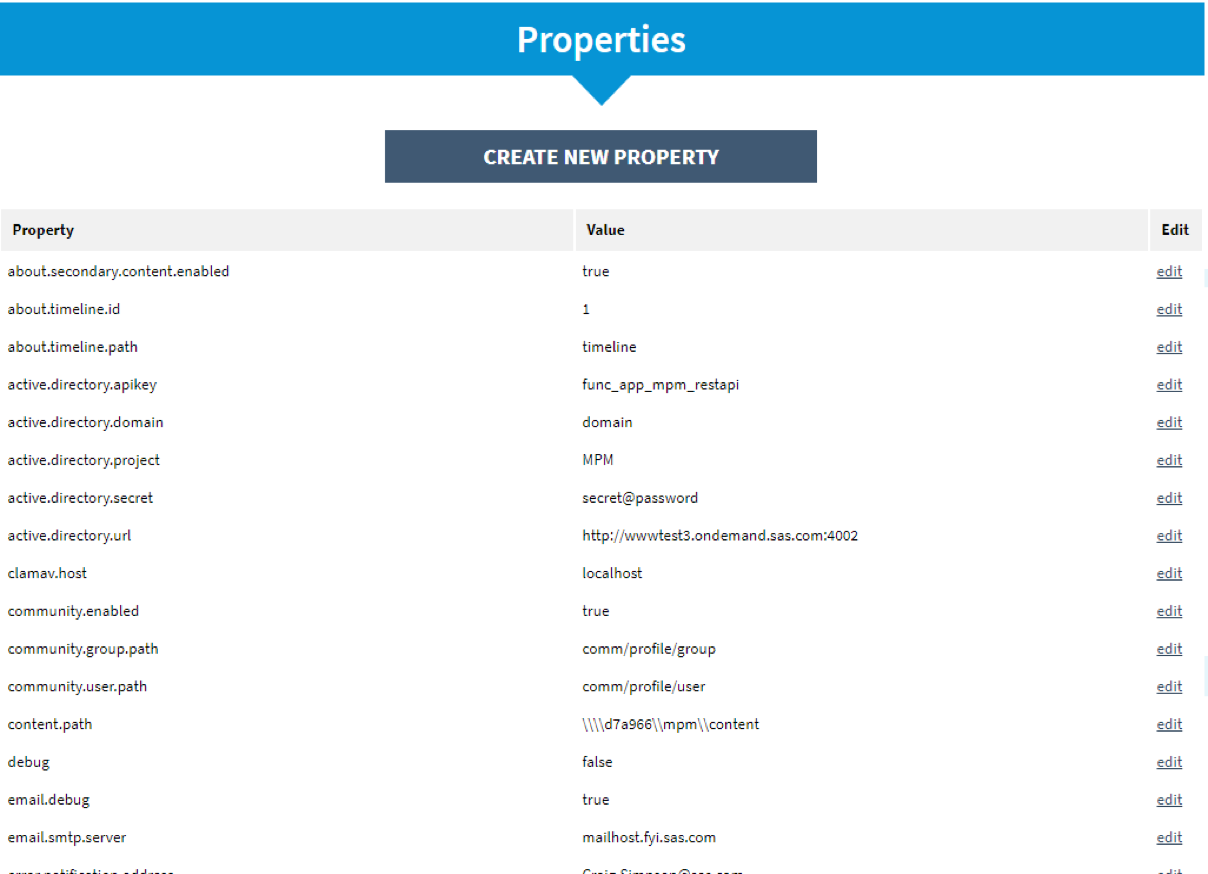 Properties
CREATE NEW PROPERTY
Property Value Edit
about.secondary.content.enabled true edit
about.timeline.id 1 edit
about.timeline.path timeline edit
active.directory.apikey func_app_mpm_restapi edit
active.directory.domain domain edit
active.directory.project MPM edit
active.directory.secret secret@password edit
active.directory.url http://wwwtest3.ondemand.sas.com:4002 edit
clamav.host localhost edit
community.enabled true edit
community.group.path comm/profile/group edit
community.user.path comm/profile/user edit
content.path \\\\d7a966\\mpm\\content edit
debug false edit
email.debug true edit
email.smtp.server mailhost.fyi.sas.com edit
error.notification.address edit